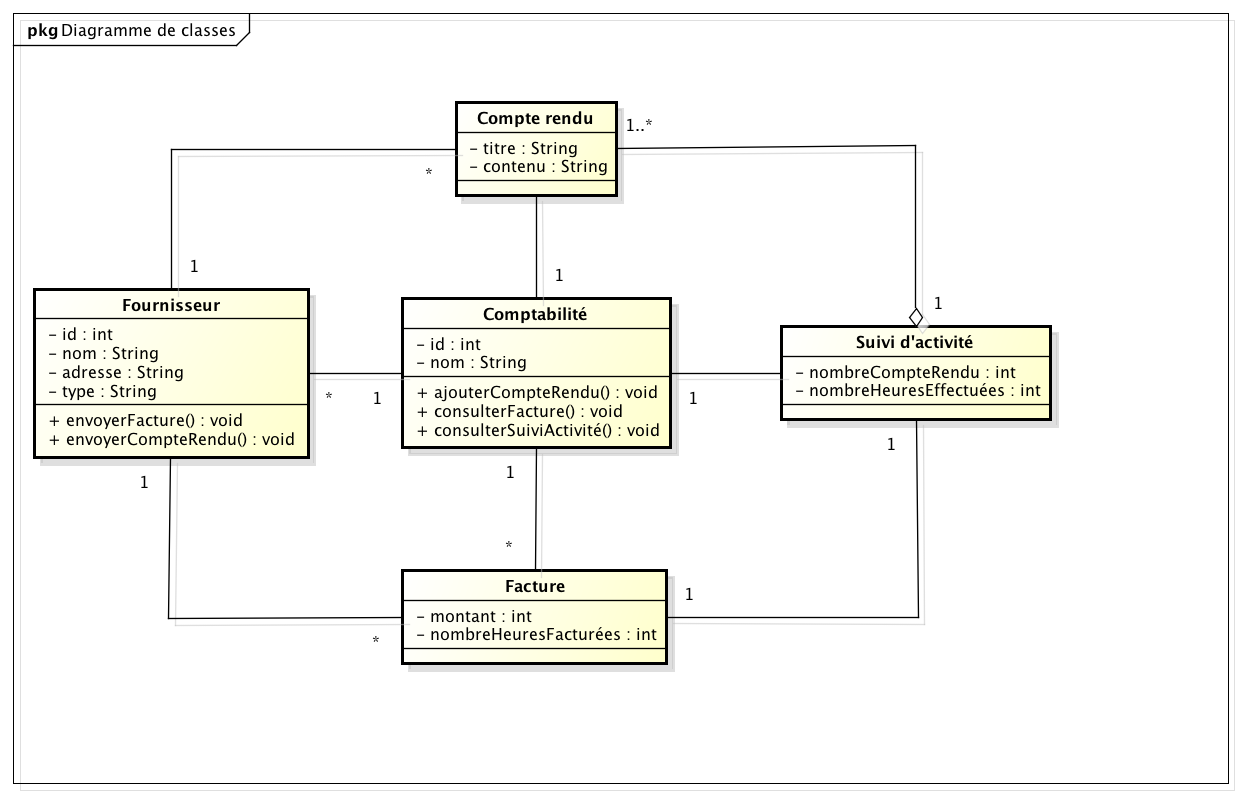 pkg Diagramme de classes
Compte rendu
– titre : String
– contenu : String
1..*
*
1
1
1
Fournisseur
– id : int
– nom : String
– adresse : String
– type : String
+ envoyerFacture() : void
+ envoyerCompteRendu() : void
Comptabilité
– id : int
– nom : String
+ ajouterCompteRendu() : void
+ consulterFacture() : void
+ consulterSuiviActivité() : void
Suivi d'activité
– nombreCompteRendu : int
– nombreHeuresEffectuées : int
*
1
1
1
1
1
*
Facture
– montant : int
– nombreHeuresFacturées : int
1
*